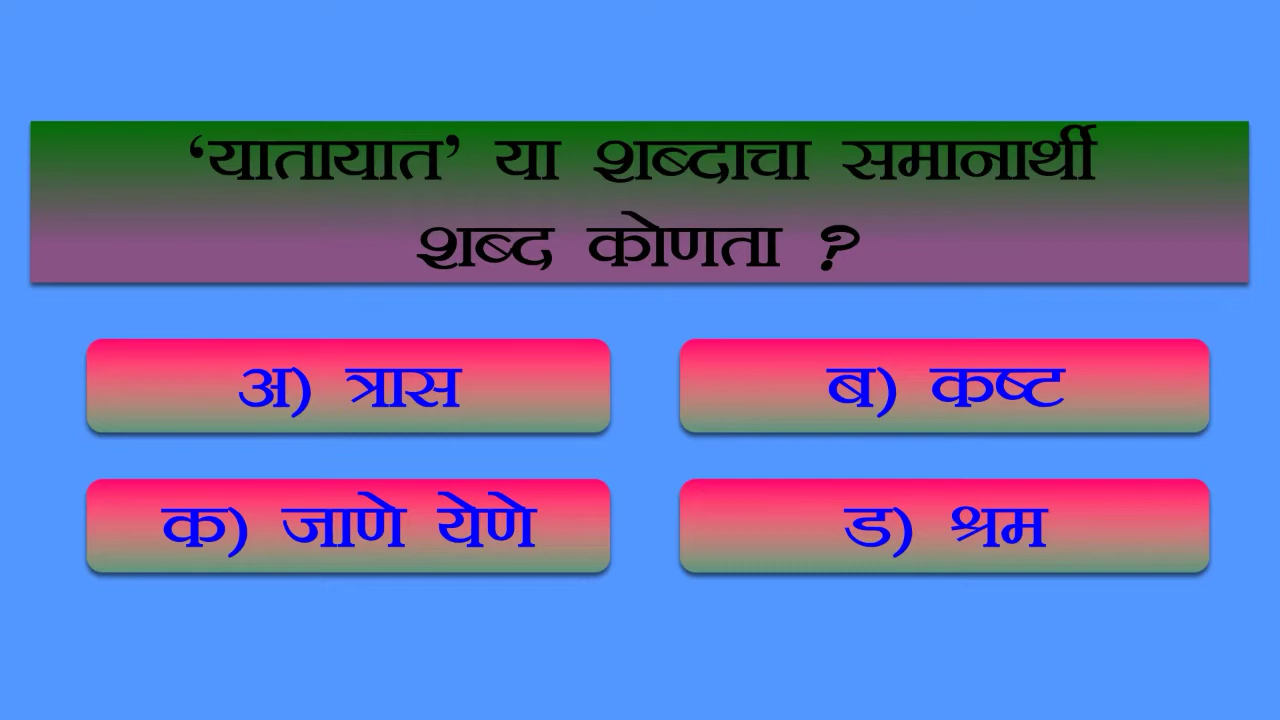 ‘यातायात’ या शब्दाचा समानार्थी
शब्द कोणता ?
अ) त्रास
ब) कष्ट
क) जाणे येणे
ड) श्रम